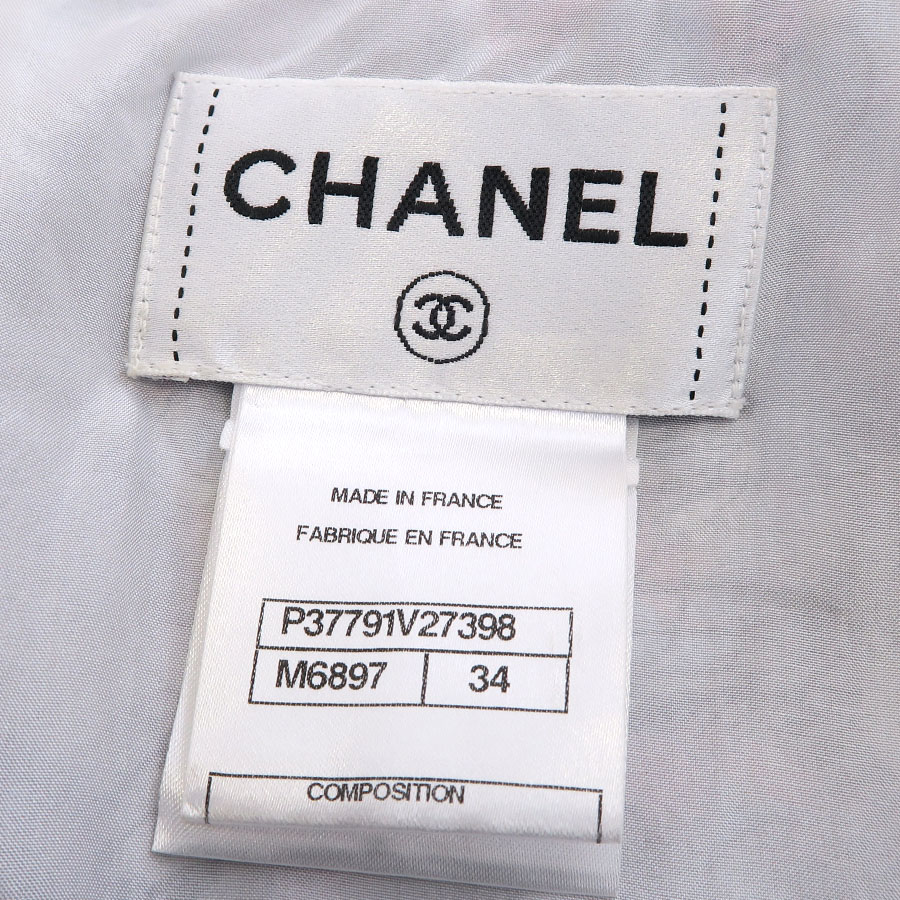 CHANEL
MADE IN FRANCE
FABRIQUE EN FRANCE
P37791V27398
M6897 34
COMPOSITION